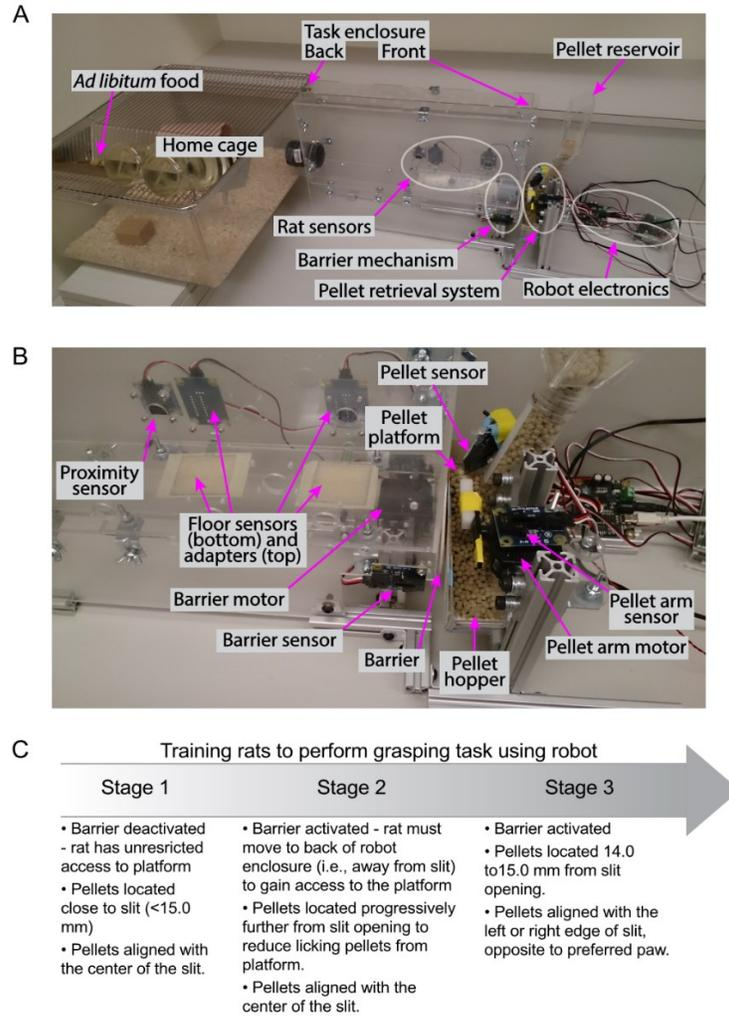 A
Task enclosure
Back Front
Pellet reservoir
Ad libitum food
Home cage
Rat sensors
Barrier mechanism
Pellet retrieval system
Robot electronics
B
Pellet sensor
Pellet
platform
Proximity
sensor
Floor sensors
(bottom) and
adapters (top)
Barrier motor
Barrier sensor
Barrier
Pellet
hopper
Pellet arm
sensor
Pellet arm motor
C
Training rats to perform grasping task using robot
Stage 1
• Barrier deactivated
- rat has unresricted
access to platform
• Pellets located
close to slit (<15.0
mm)
• Pellets aligned with
the center of the slit.
Stage 2
• Barrier activated - rat must
move to back of robot
enclosure (i.e., away from slit)
to gain access to the platform
• Pellets located progressively
further from slit opening to
reduce licking pellets from
platform.
• Pellets aligned with the
center of the slit.
Stage 3
• Barrier activated
• Pellets located 14.0
to15.0 mm from slit
opening.
• Pellets aligned with the
left or right edge of slit,
opposite to preferred paw.